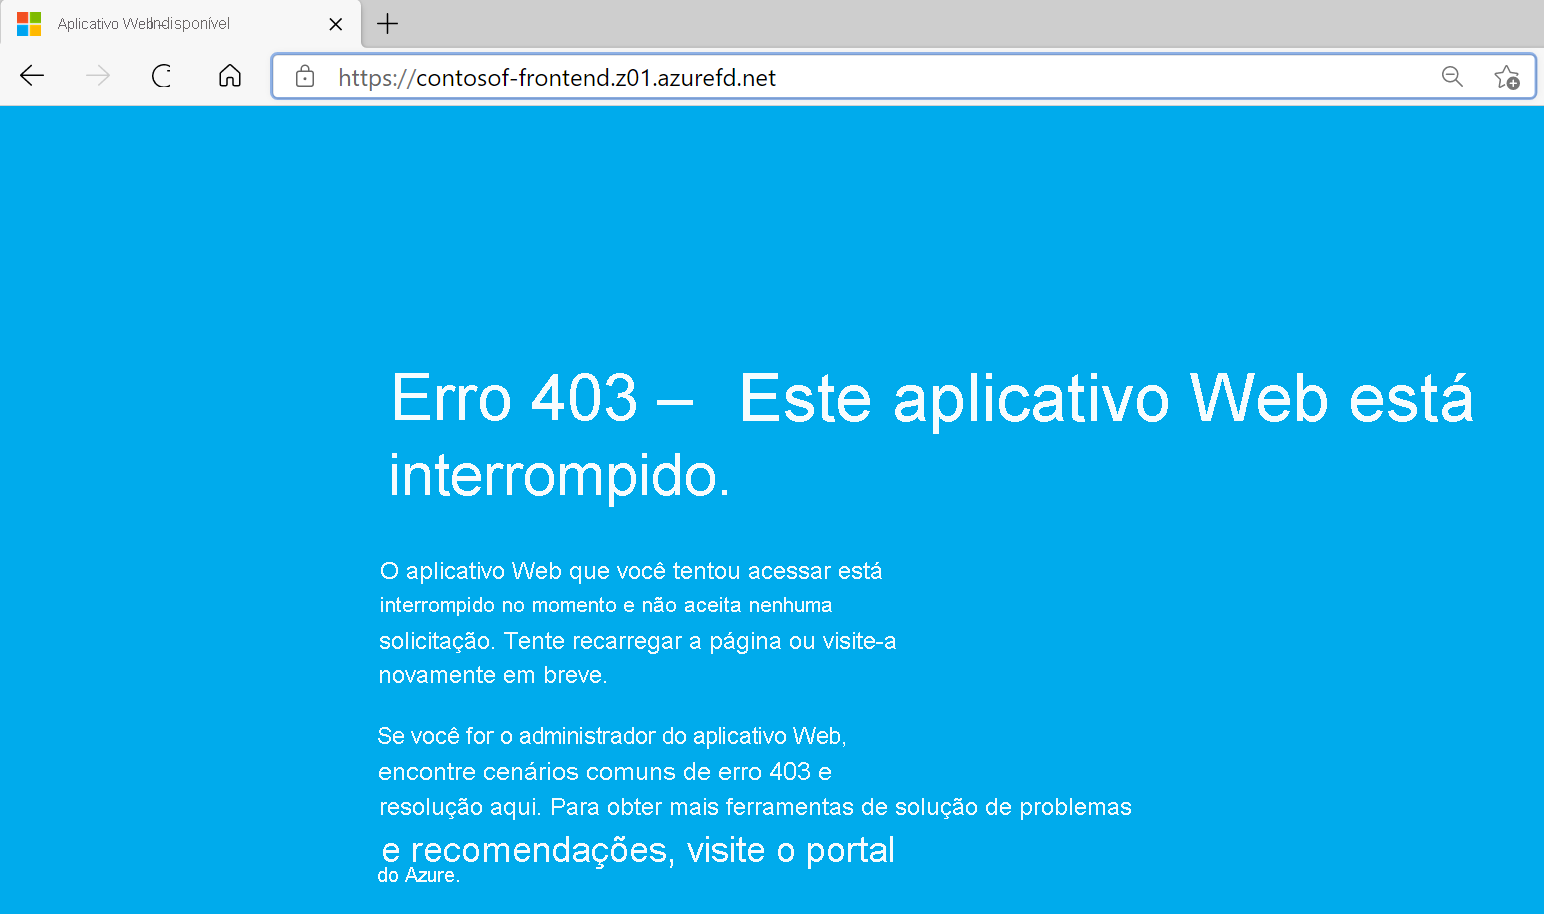 Aplicativo Web – Indisponível
https://contosof-frontend.z01.azurefd.net
Erro 403 – Este aplicativo Web está
interrompido.
O aplicativo Web que você tentou acessar está
interrompido no momento e não aceita nenhuma
solicitação. Tente recarregar a página ou visite-a
novamente em breve.
Se você for o administrador do aplicativo Web,
encontre cenários comuns de erro 403 e
resolução aqui. Para obter mais ferramentas de solução de problemas
e recomendações, visite o portal
do Azure.